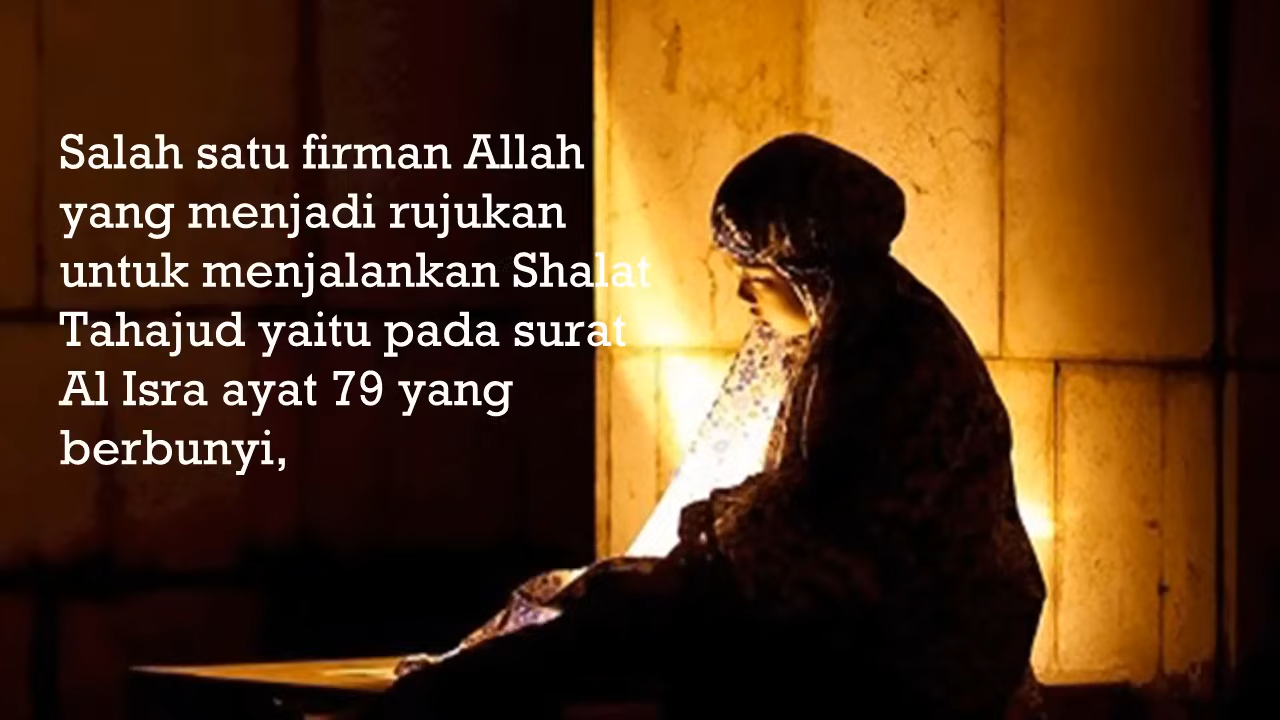 Salah satu firman Allah
yang menjadi rujukan
untuk menjalankan Shalat
Tahajud yaitu pada surat
Al Isra ayat 79 yang
berbunyi,